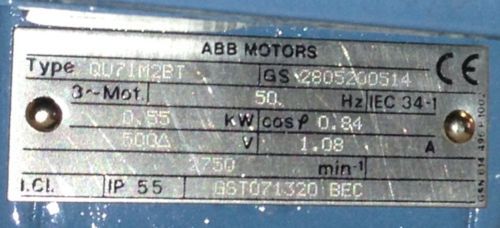 ABB MOTORS
Type QU71M2BT GS 2805200514 CE
3~Mot. 50 Hz IEC 34-1
0.55 KW cosφ 0.84
500Δ V 1.08 A
2750 min-1
I.Cl. IP 55 GST071320 BEC